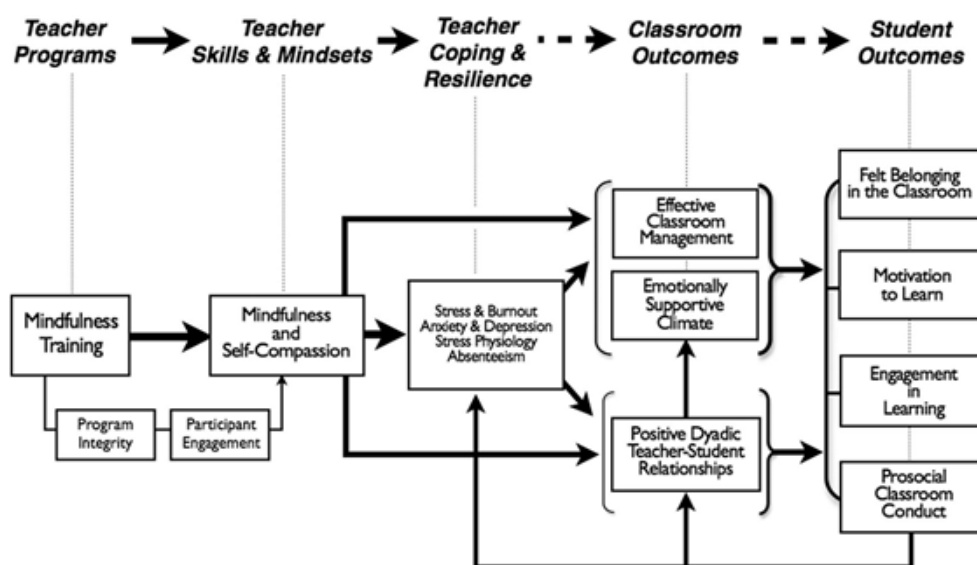 Teacher
Programs
Teacher
Skills & Mindsets
Teacher
Coping &
Resilience
Classroom
Outcomes
Student
Outcomes
Mindfulness
Training
Program
Integrity
Participant
Engagement
Mindfulness
and
Self-Compassion
Stress & Burnout
Anxiety & Depression
Stress Physiology
Absenteeism
Effective
Classroom
Management
Emotionally
Supportive
Climate
Positive Dyadic
Teacher-Student
Relationships
Felt Belonging
in the Classroom
Motivation
to Learn
Engagement
in
Learning
Prosocial
Classroom
Conduct